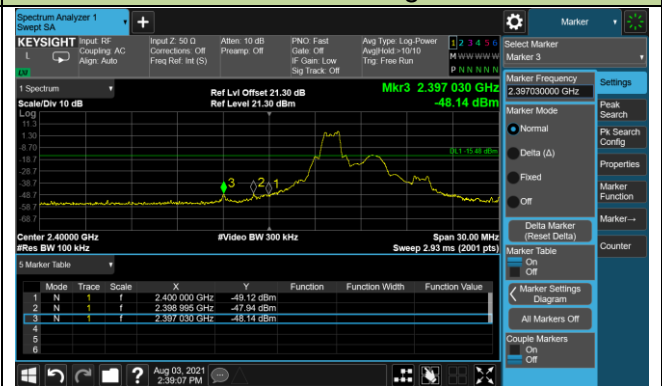 Spectrum Analyzer 1
Swept SA
Marker
KEYSIGHT
L
Input: RF
Coupling: AC
Align: Auto
Input Z: 50 Ω
Corrections: Off
Freq Ref: Int (S)
Atten: 10 dB
Preamp: Off
PNO: Fast
Gate: Off
IF Gain: Low
Sig Track: Off
Avg Type: Log-Power
Avg|Hold:>10/10
Trig: Free Run
1 2 3 4 5 6
M W W W W W
P N N N N N
Select Marker
Marker 3
1 Spectrum
Scale/Div 10 dB
Ref Lvl Offset 21.30 dB
Ref Level 21.30 dBm
Mkr3 2.397 030 GHz
-48.14 dBm
Log
11.3
1.30
-8.70
-18.7
-28.7
-38.7
-48.7
-58.7
-68.7
DL1 -15.48 dBm
3
2
1
Center 2.40000 GHz
#Res BW 100 kHz
#Video BW 300 kHz
Span 30.00 MHz
Sweep 2.93 ms (2001 pts)
5 Marker Table
Mode Trace Scale X Y Function Function Width Function Value
1 N 1 f 2.400 000 GHz -49.12 dBm
2 N 1 f 2.398 995 GHz -47.94 dBm
3 N 1 f 2.397 030 GHz -48.14 dBm
4
5
6
Marker Frequency
2.397030000 GHz
Marker Mode
Normal
Delta (Δ)
Fixed
Off
Delta Marker
(Reset Delta)
Marker Table
On
Off
Marker Settings
Diagram
All Markers Off
Couple Markers
On
Off
Settings
Peak
Search
Pk Search
Config
Properties
Marker
Function
Marker→
Counter
Aug 03, 2021
2:39:07 PM